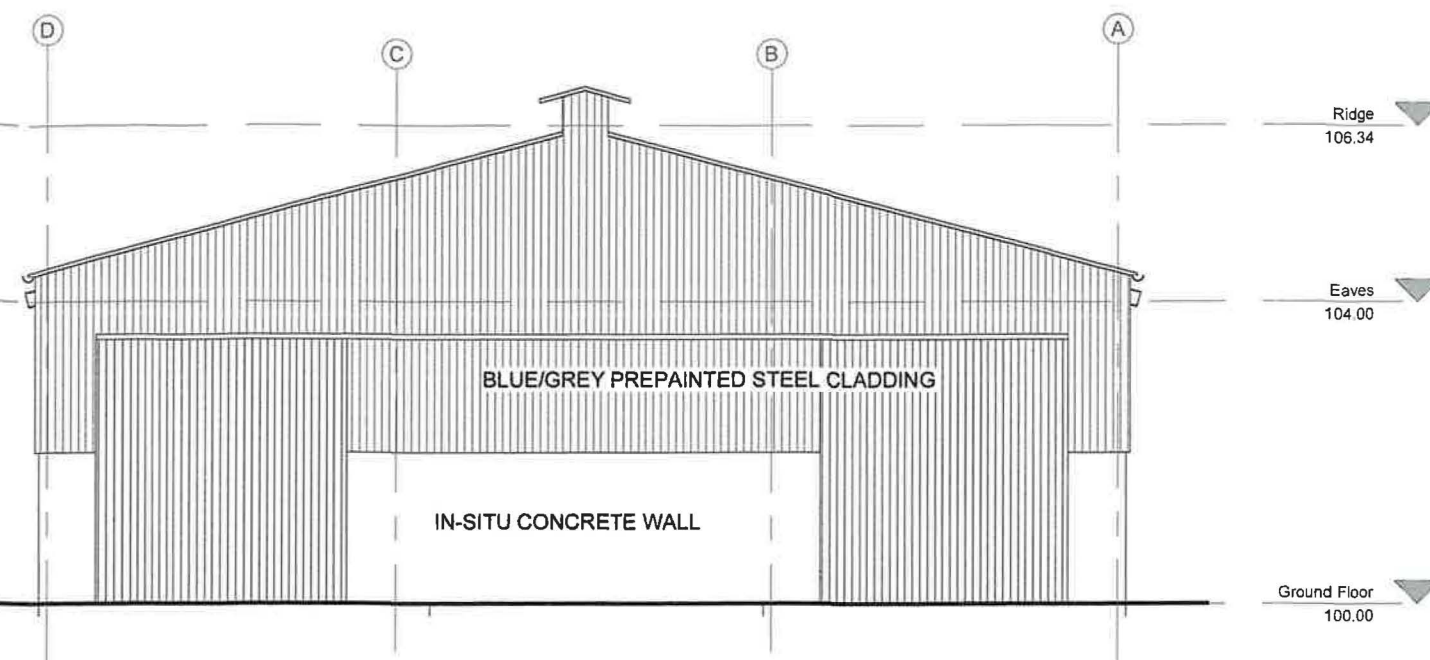 D
C
B
A
Ridge
106.34
Eaves
104.00
BLUE/GREY PREPAINTED STEEL CLADDING
IN-SITU CONCRETE WALL
Ground Floor
100.00